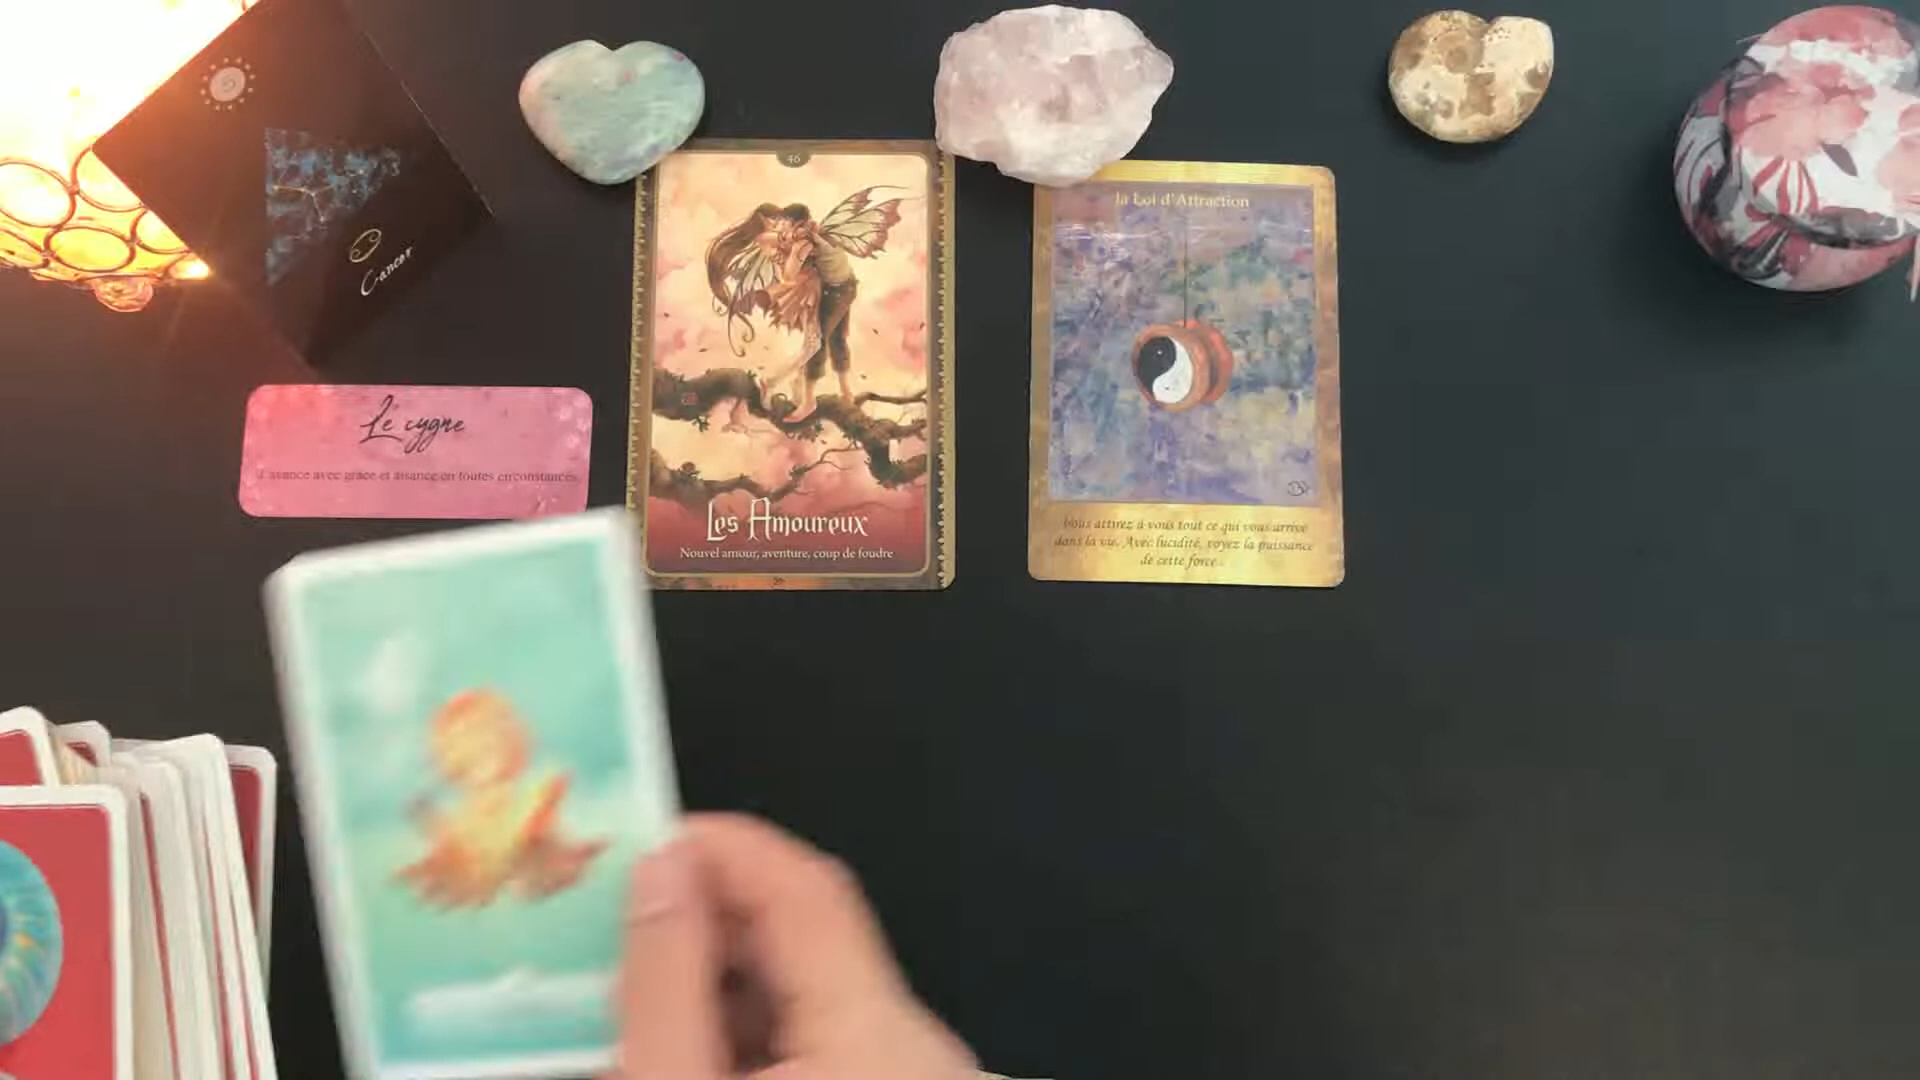 Cancer
Le cygne
J'avance avec grâce et aisance en toutes circonstances.
46
Les Amoureux
Nouvel amour, aventure, coup de foudre
la Loi d'Attraction
Vous attirez à vous tout ce qui vous arrive
dans la vie. Avec lucidité, voyez la puissance
de cette force.